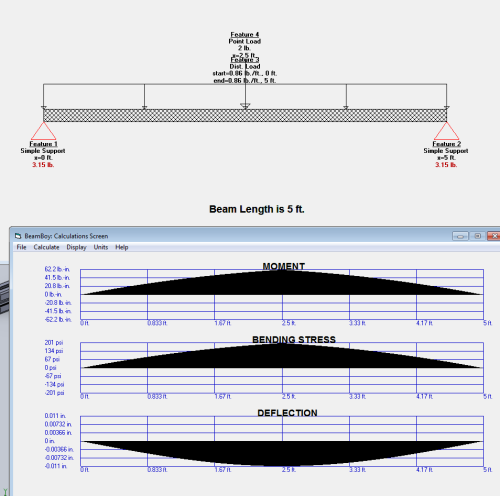 Feature 4
Point Load
2 lb.
x=2.5 ft.
Feature 3
Dist. Load
start=0.86 lb./ft., 0 ft.
end=0.86 lb./ft., 5 ft.
Feature 1
Simple Support
x=0 ft.
3.15 lb.
Feature 2
Simple Support
x=5 ft.
3.15 lb.
Beam Length is 5 ft.
BeamBoy: Calculations Screen
File Calculate Display Units Help
MOMENT
62.2 lb.-in.
41.5 lb.-in.
20.8 lb.-in.
0 lb.-in.
-20.8 lb.-in.
-41.5 lb.-in.
-62.2 lb.-in.
0 ft. 0.833 ft. 1.67 ft. 2.5 ft. 3.33 ft. 4.17 ft. 5 ft.
BENDING STRESS
201 psi
134 psi
67 psi
0 psi
-67 psi
-134 psi
-201 psi
0 ft. 0.833 ft. 1.67 ft. 2.5 ft. 3.33 ft. 4.17 ft. 5 ft.
DEFLECTION
0.011 in.
0.00732 in.
0.00366 in.
0 in.
-0.00366 in.
-0.00732 in.
-0.011 in.
0 ft. 0.833 ft. 1.67 ft. 2.5 ft. 3.33 ft. 4.17 ft. 5 ft.